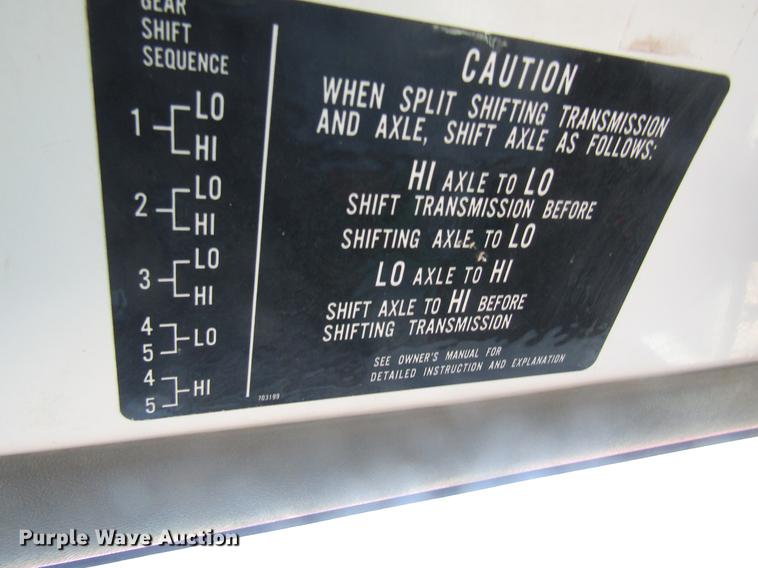 GEAR
SHIFT
SEQUENCE
1 LO
HI
2 LO
HI
3 LO
HI
4
5 LO
4
5 HI
CAUTION
WHEN SPLIT SHIFTING TRANSMISSION
AND AXLE, SHIFT AXLE AS FOLLOWS:
HI AXLE TO LO
SHIFT TRANSMISSION BEFORE
SHIFTING AXLE TO LO
LO AXLE TO HI
SHIFT AXLE TO HI BEFORE
SHIFTING TRANSMISSION
SEE OWNER'S MANUAL FOR
DETAILED INSTRUCTION AND EXPLANATION
703199
Purple Wave Auction